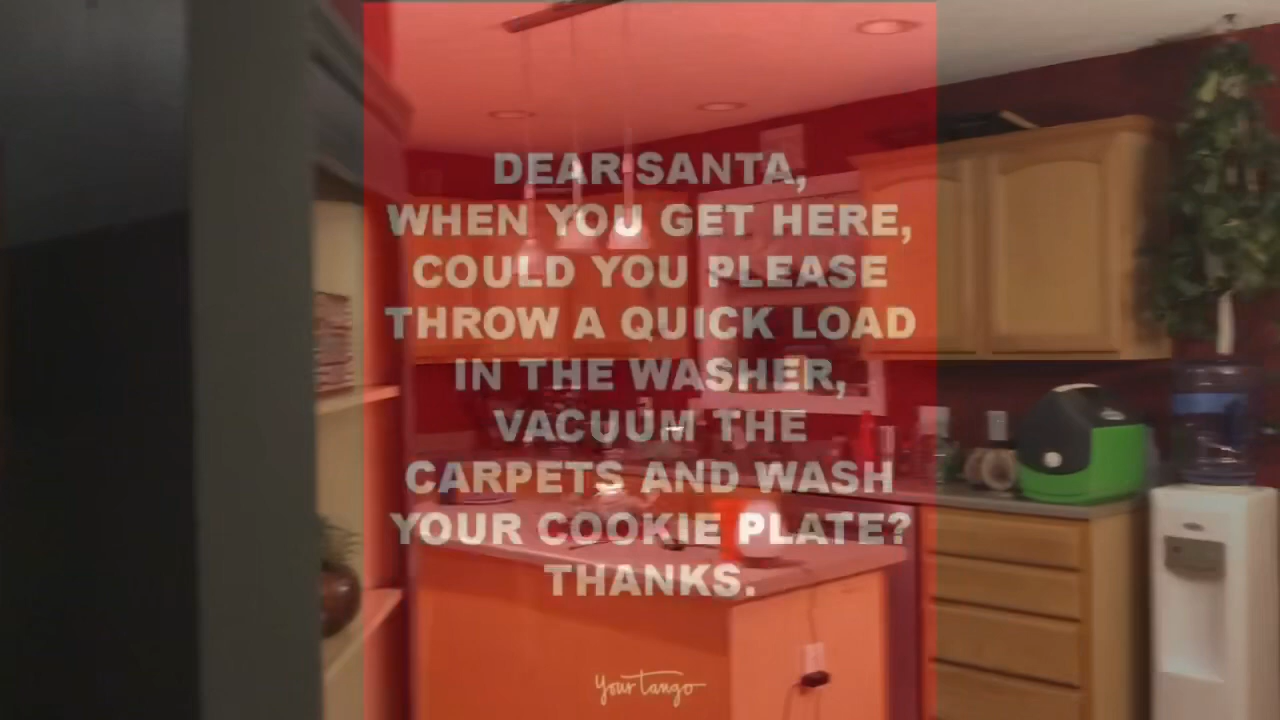 DEAR SANTA,
WHEN YOU GET HERE,
COULD YOU PLEASE
THROW A QUICK LOAD
IN THE WASHER,
VACUUM THE
CARPETS AND WASH
YOUR COOKIE PLATE?
THANKS.
yourtango